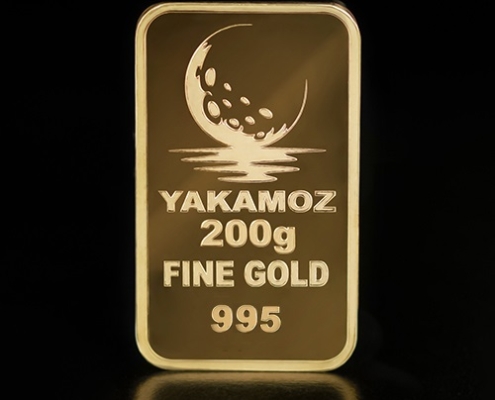 YAKAMOZ
200g
FINE GOLD
995